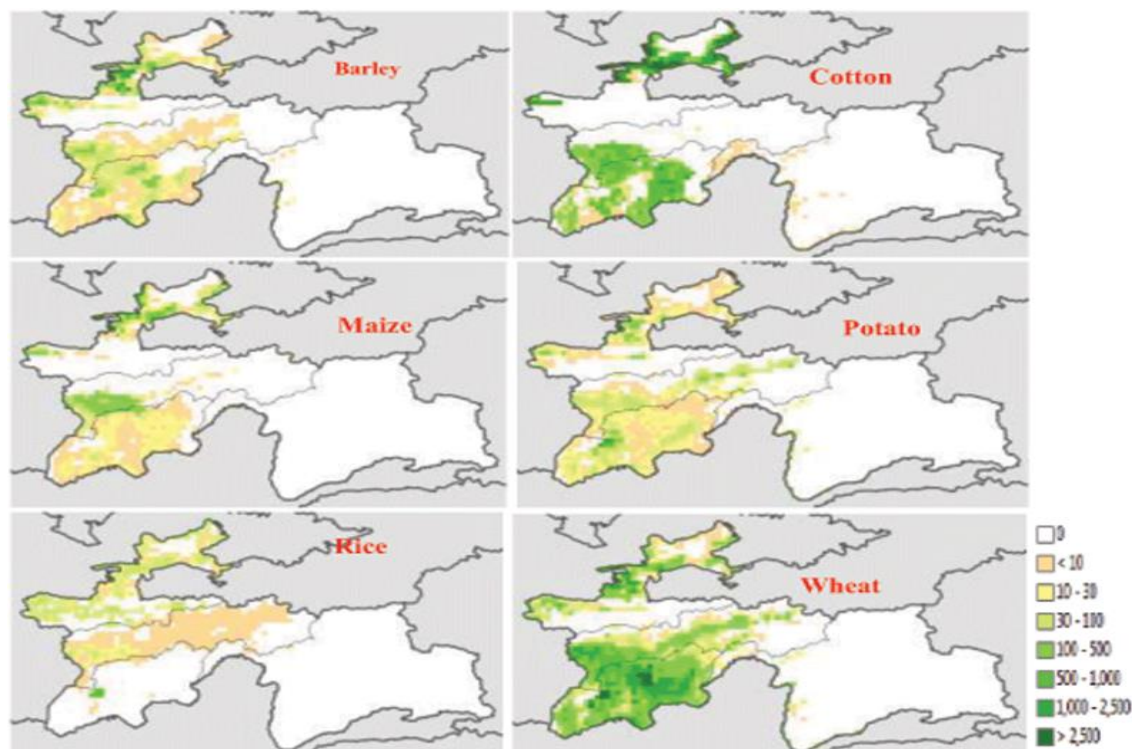 Barley
Cotton
Maize
Potato
Rice
Wheat
0
< 10
10 - 30
30 - 100
100 - 500
500 - 1,000
1,000 - 2,500
> 2,500